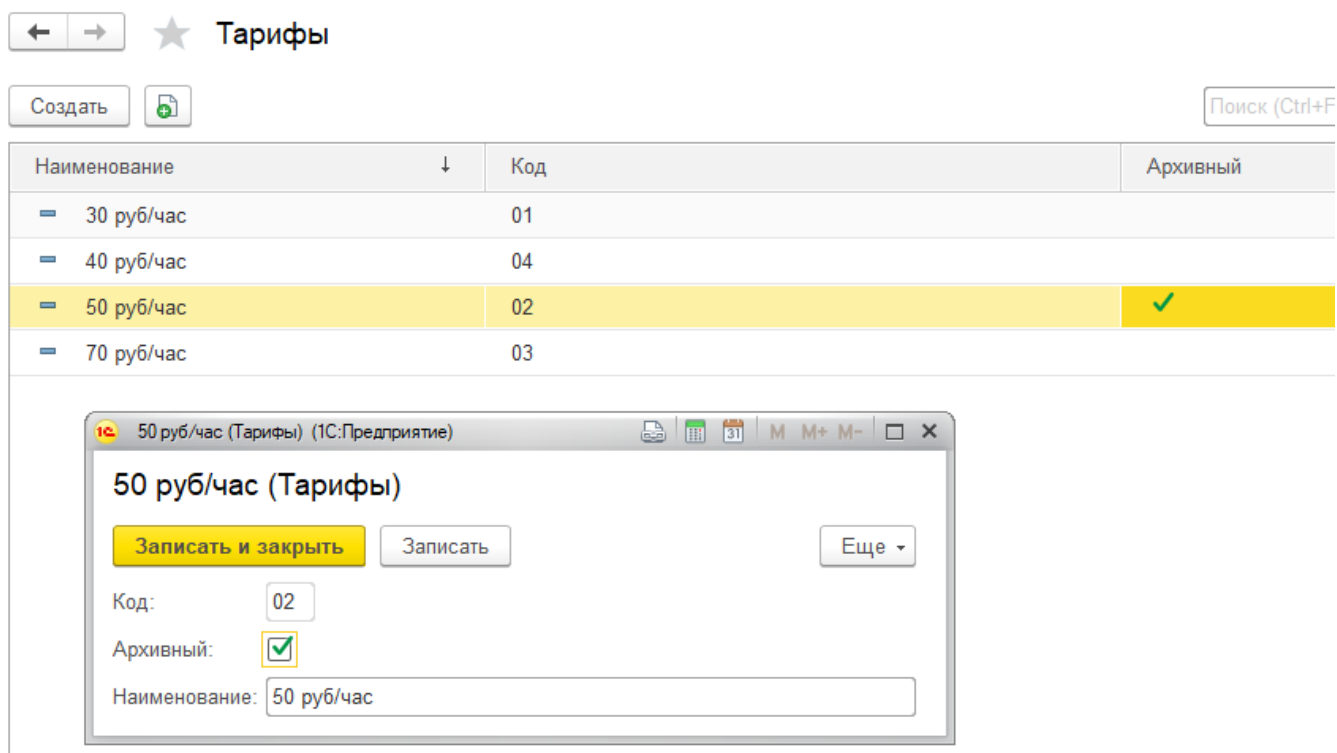 Тарифы
Создать
Поиск (Ctrl+F
Наименование ↓ Код Архивный
30 руб/час 01
40 руб/час 04
50 руб/час 02
70 руб/час 03
1С 50 руб/час (Тарифы) (1С:Предприятие) 31 M M+ M-
50 руб/час (Тарифы)
Записать и закрыть Записать Еще
Код: 02
Архивный:
Наименование: 50 руб/час